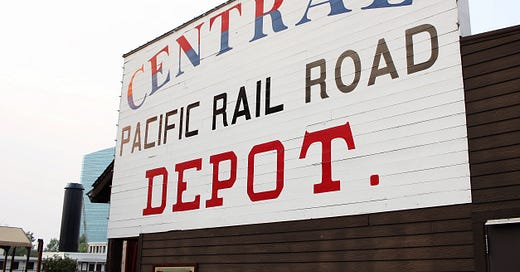 CENTRAL
PACIFIC RAIL ROAD
DEPOT.